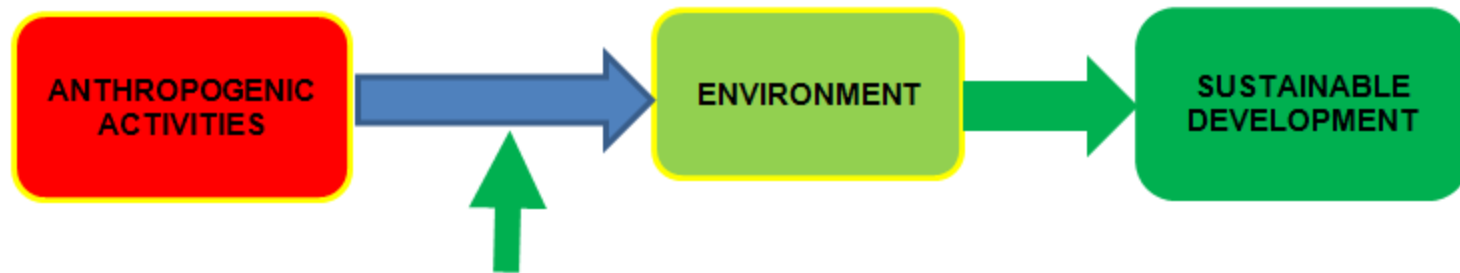 ANTHROPOGENIC
ACTIVITIES
ENVIRONMENT
SUSTAINABLE
DEVELOPMENT